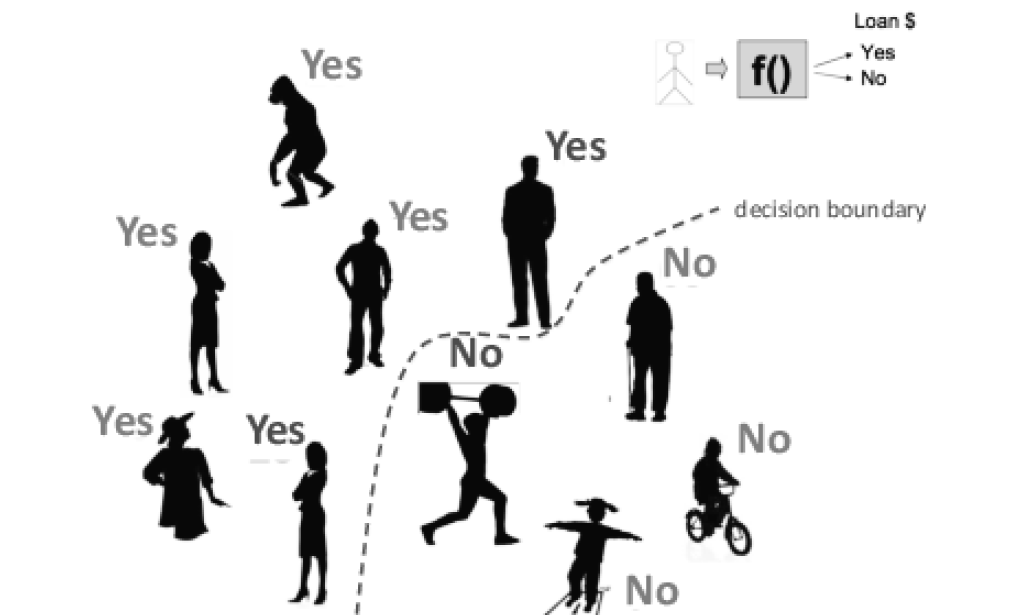 Loan $
Yes
No
f()
Yes
Yes
Yes
Yes
decision boundary
No
No
Yes
Yes
No
No